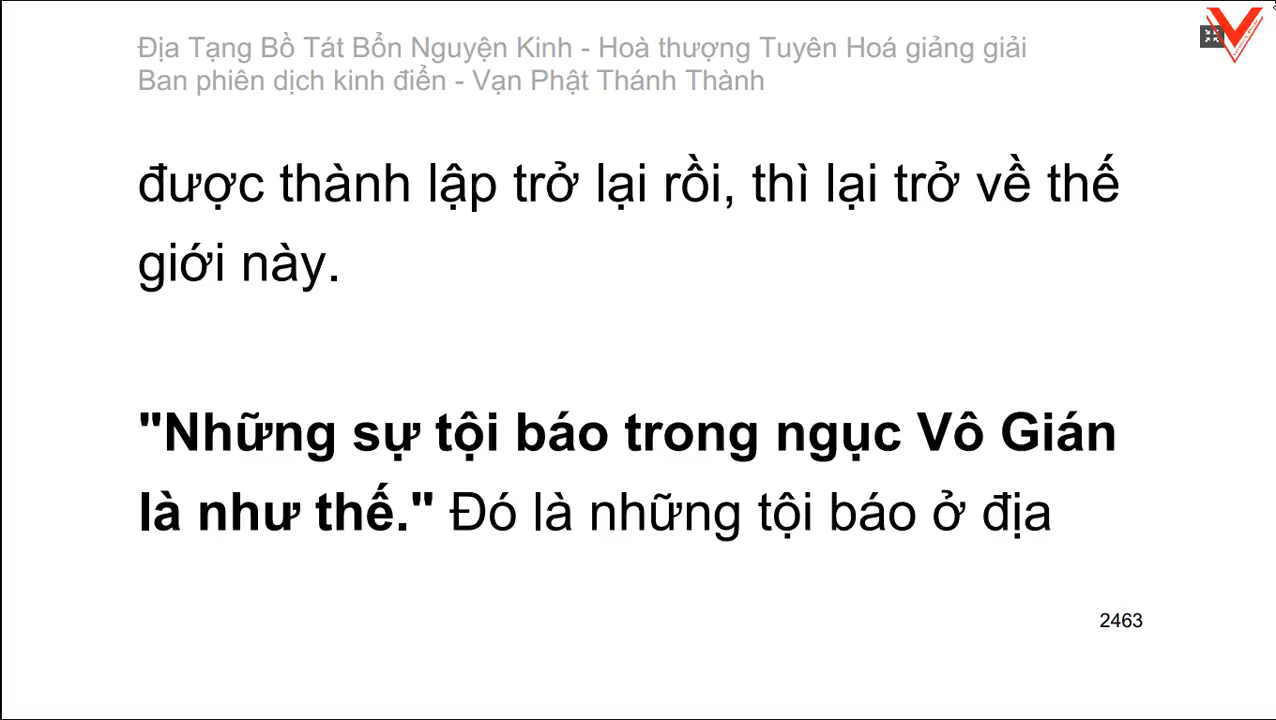 Địa Tạng Bồ Tát Bổn Nguyện Kinh - Hoà thượng Tuyên Hoá giảng giải
Ban phiên dịch kinh điển - Vạn Phật Thánh Thành
được thành lập trở lại rồi, thì lại trở về thế
giới này.
"Những sự tội báo trong ngục Vô Gián
là như thế." Đó là những tội báo ở địa
2463